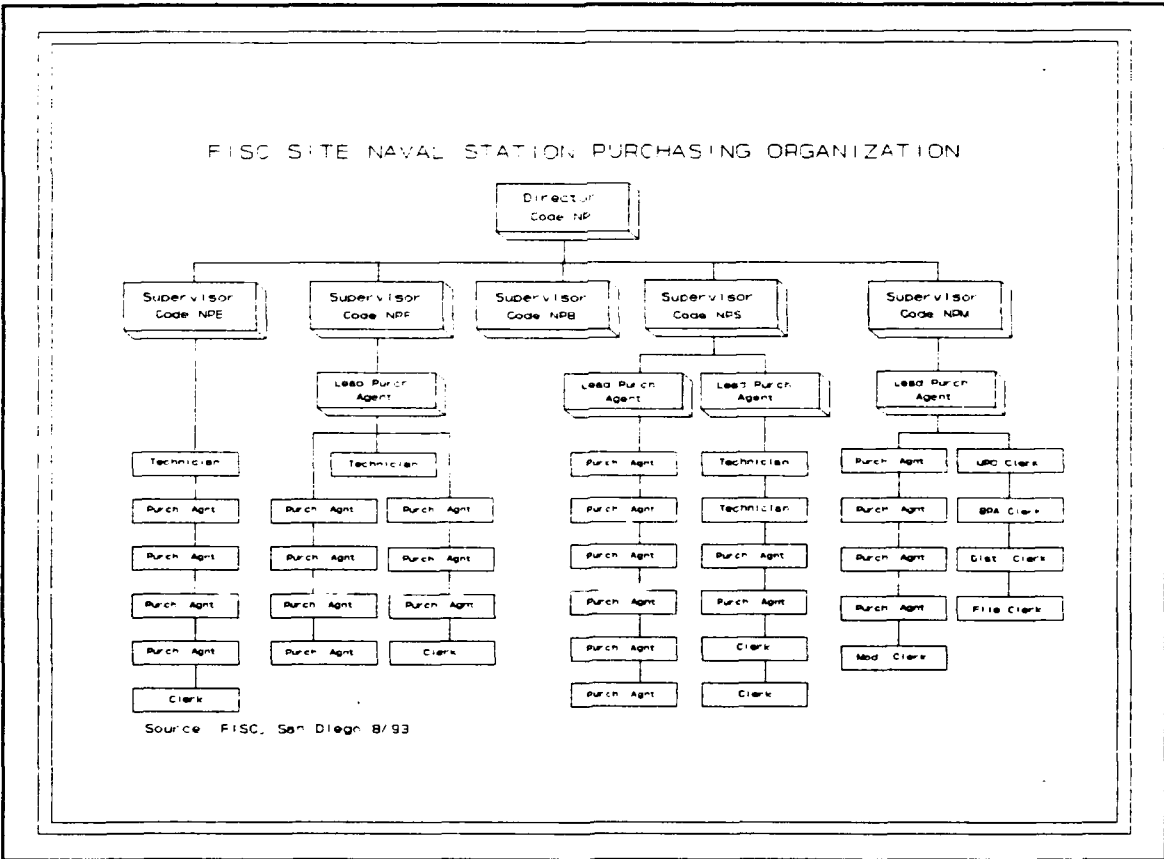 FISC SITE NAVAL STATION PURCHASING ORGANIZATION
Director
Code NP
Supervisor
Code NPE
Supervisor
Code NPF
Supervisor
Code NPB
Supervisor
Code NPS
Supervisor
Code NPM
Lead Purch
Agent
Lead Purch
Agent
Lead Purch
Agent
Lead Purch
Agent
Technician
Purch Agnt
Purch Agnt
Purch Agnt
Purch Agnt
Clerk
Technician
Purch Agnt
Purch Agnt
Purch Agnt
Purch Agnt
Purch Agnt
Purch Agnt
Purch Agnt
Clerk
Purch Agnt
Purch Agnt
Purch Agnt
Purch Agnt
Purch Agnt
Purch Agnt
Technician
Technician
Purch Agnt
Purch Agnt
Clerk
Clerk
Purch Agnt
Purch Agnt
Purch Agnt
Purch Agnt
Mod Clerk
Clerk
BPA Clerk
Dist Clerk
File Clerk
Source FISC, San Diego 8/93